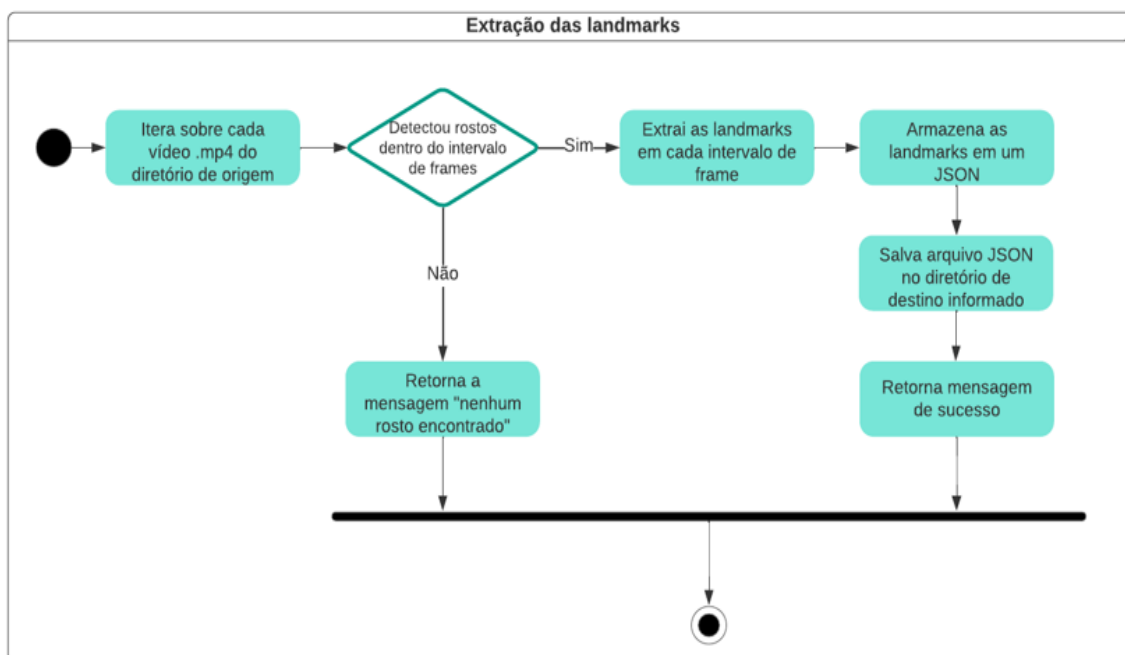 Extração das landmarks
Itera sobre cada
vídeo .mp4 do
diretório de origem
Detectou rostos
dentro do intervalo
de frames
Sim
Extrai as landmarks
em cada intervalo de
frame
Armazena as
landmarks em um
JSON
Salva arquivo JSON
no diretório de
destino informado
Não
Retorna a
mensagem "nenhum
rosto encontrado"
Retorna mensagem
de sucesso